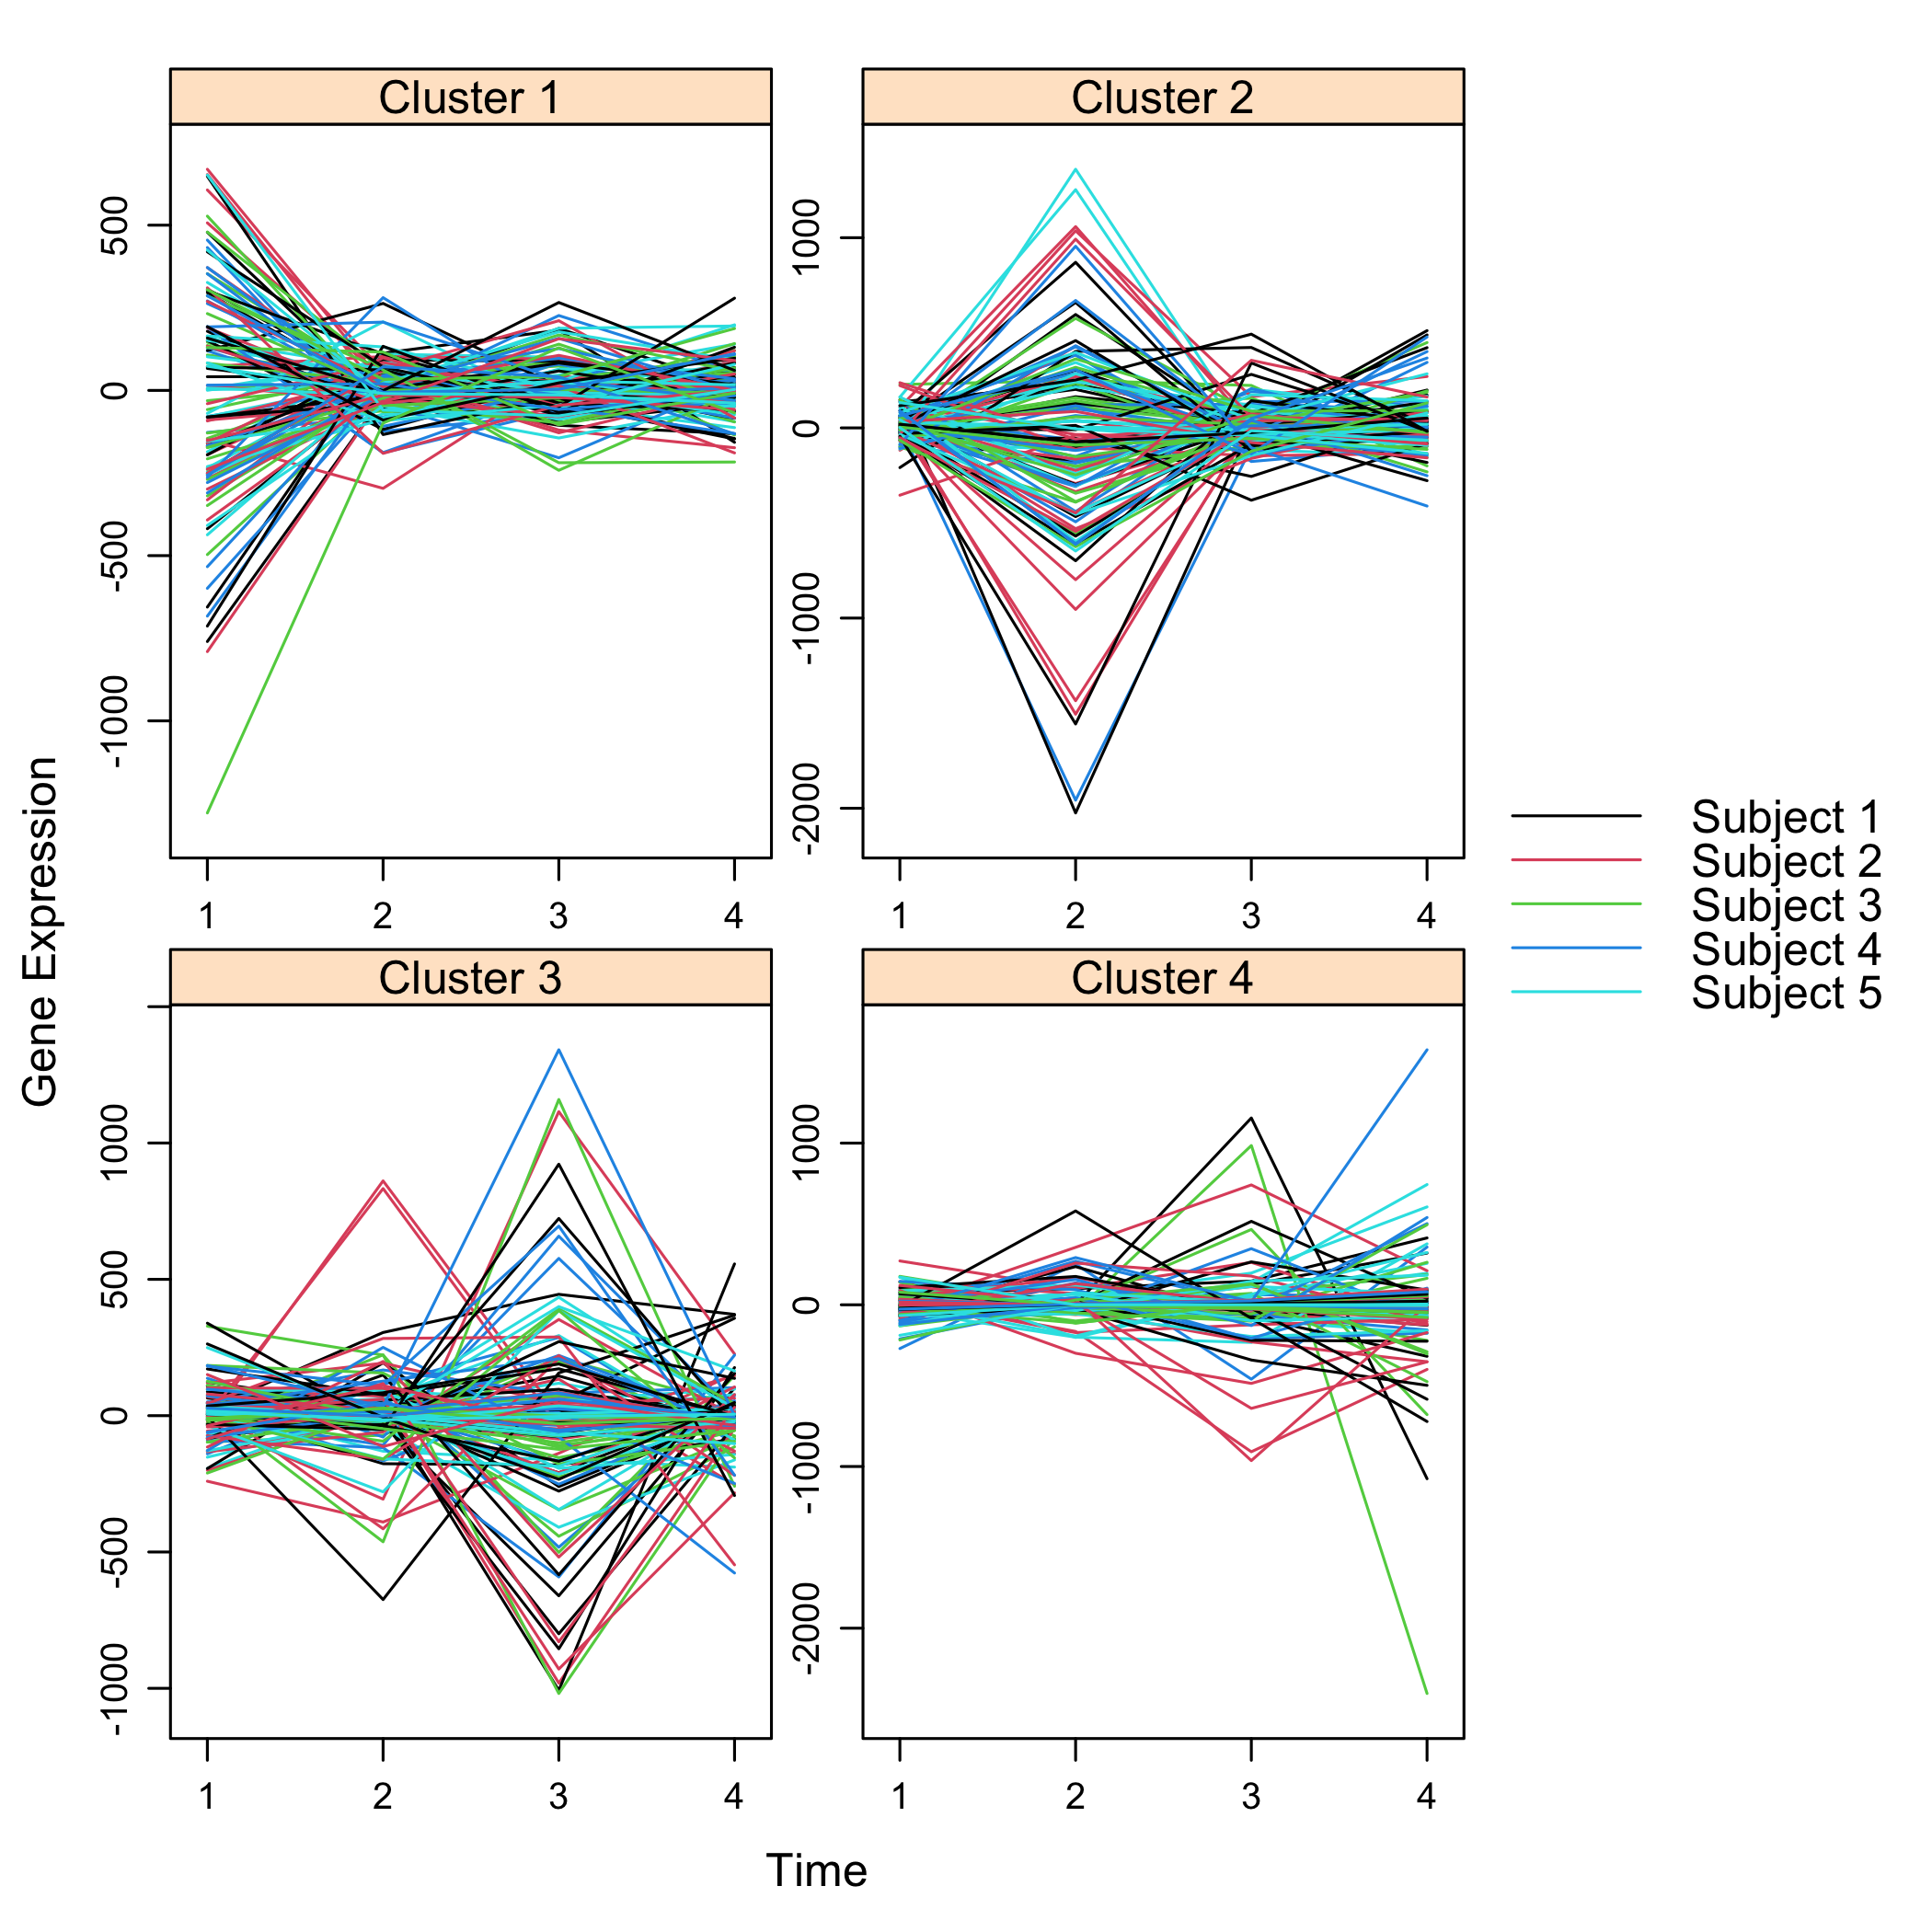 Cluster 1
Cluster 2
500
0
-500
-1000
1 2 3 4
1000
0
-1000
-2000
1 2 3 4
Cluster 3
Cluster 4
1000
500
0
-500
-1000
1 2 3 4
1000
0
-1000
-2000
1 2 3 4
Gene Expression
Time
Subject 1
Subject 2
Subject 3
Subject 4
Subject 5